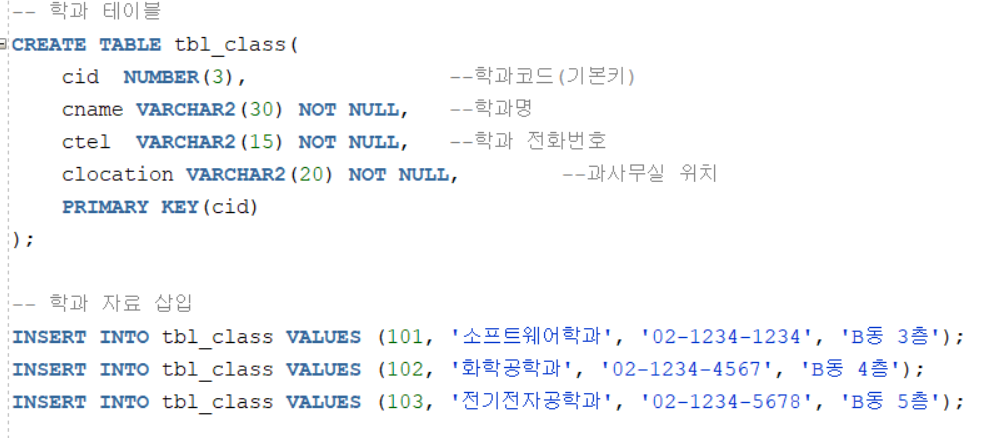 -- 학과 테이블
CREATE TABLE tbl_class(
cid NUMBER(3), --학과코드(기본키)
cname VARCHAR2(30) NOT NULL, --학과명
ctel VARCHAR2(15) NOT NULL, --학과 전화번호
clocation VARCHAR2(20) NOT NULL, --과사무실 위치
PRIMARY KEY(cid)
);
-- 학과 자료 삽입
INSERT INTO tbl_class VALUES (101, '소프트웨어학과', '02-1234-1234', 'B동 3층');
INSERT INTO tbl_class VALUES (102, '화학공학과', '02-1234-4567', 'B동 4층');
INSERT INTO tbl_class VALUES (103, '전기전자공학과', '02-1234-5678', 'B동 5층');